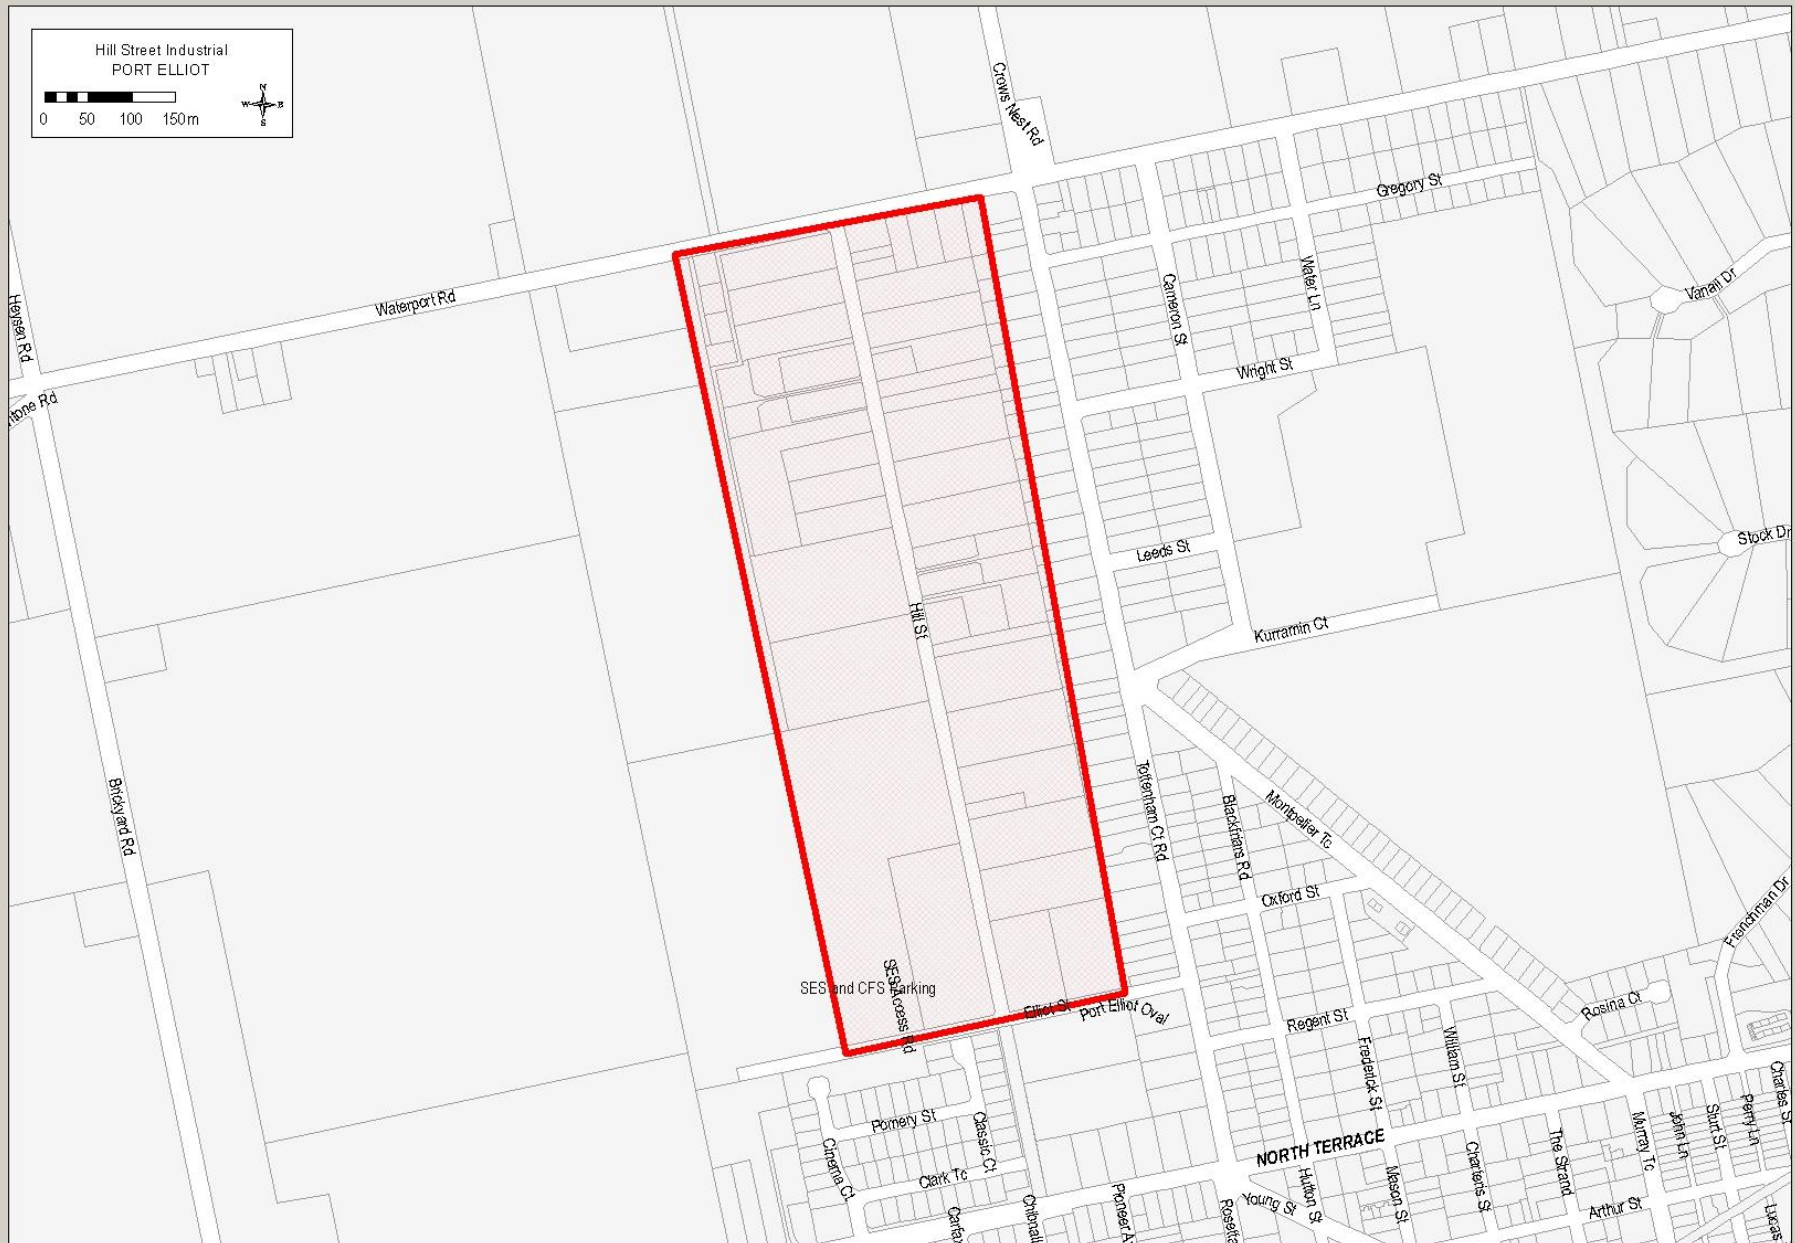 Hill Street Industrial
PORT ELLIOT
N
W E
S
0 50 100 150m
Crows Nest Rd
Gregory St
Heysen Rd
Waterport Rd
Cameron St
Water Ln
Wright St
Leeds St
Stock Dr
Hill St
Kurramin Ct
Brickyard Rd
Tottenham Ct Rd
Blackfriars Rd
Montpelier Tc
Oxford St
Frenchman Dr
SES and CFS Parking
SES Access Rd
Elliot St
Port Elliot Oval
Regent St
Rosina Ct
Frederick St
William St
Pomery St
Classic Ct
Cinema Ct
Clark Tc
NORTH TERRACE
Hutton St
Mason St
Charteris St
The Strand
Murray Tc
John Ln
Sturt St
Perry Ln
Charles St
Young St
Arthur St
Lucas
Pioneer A
Rosetta